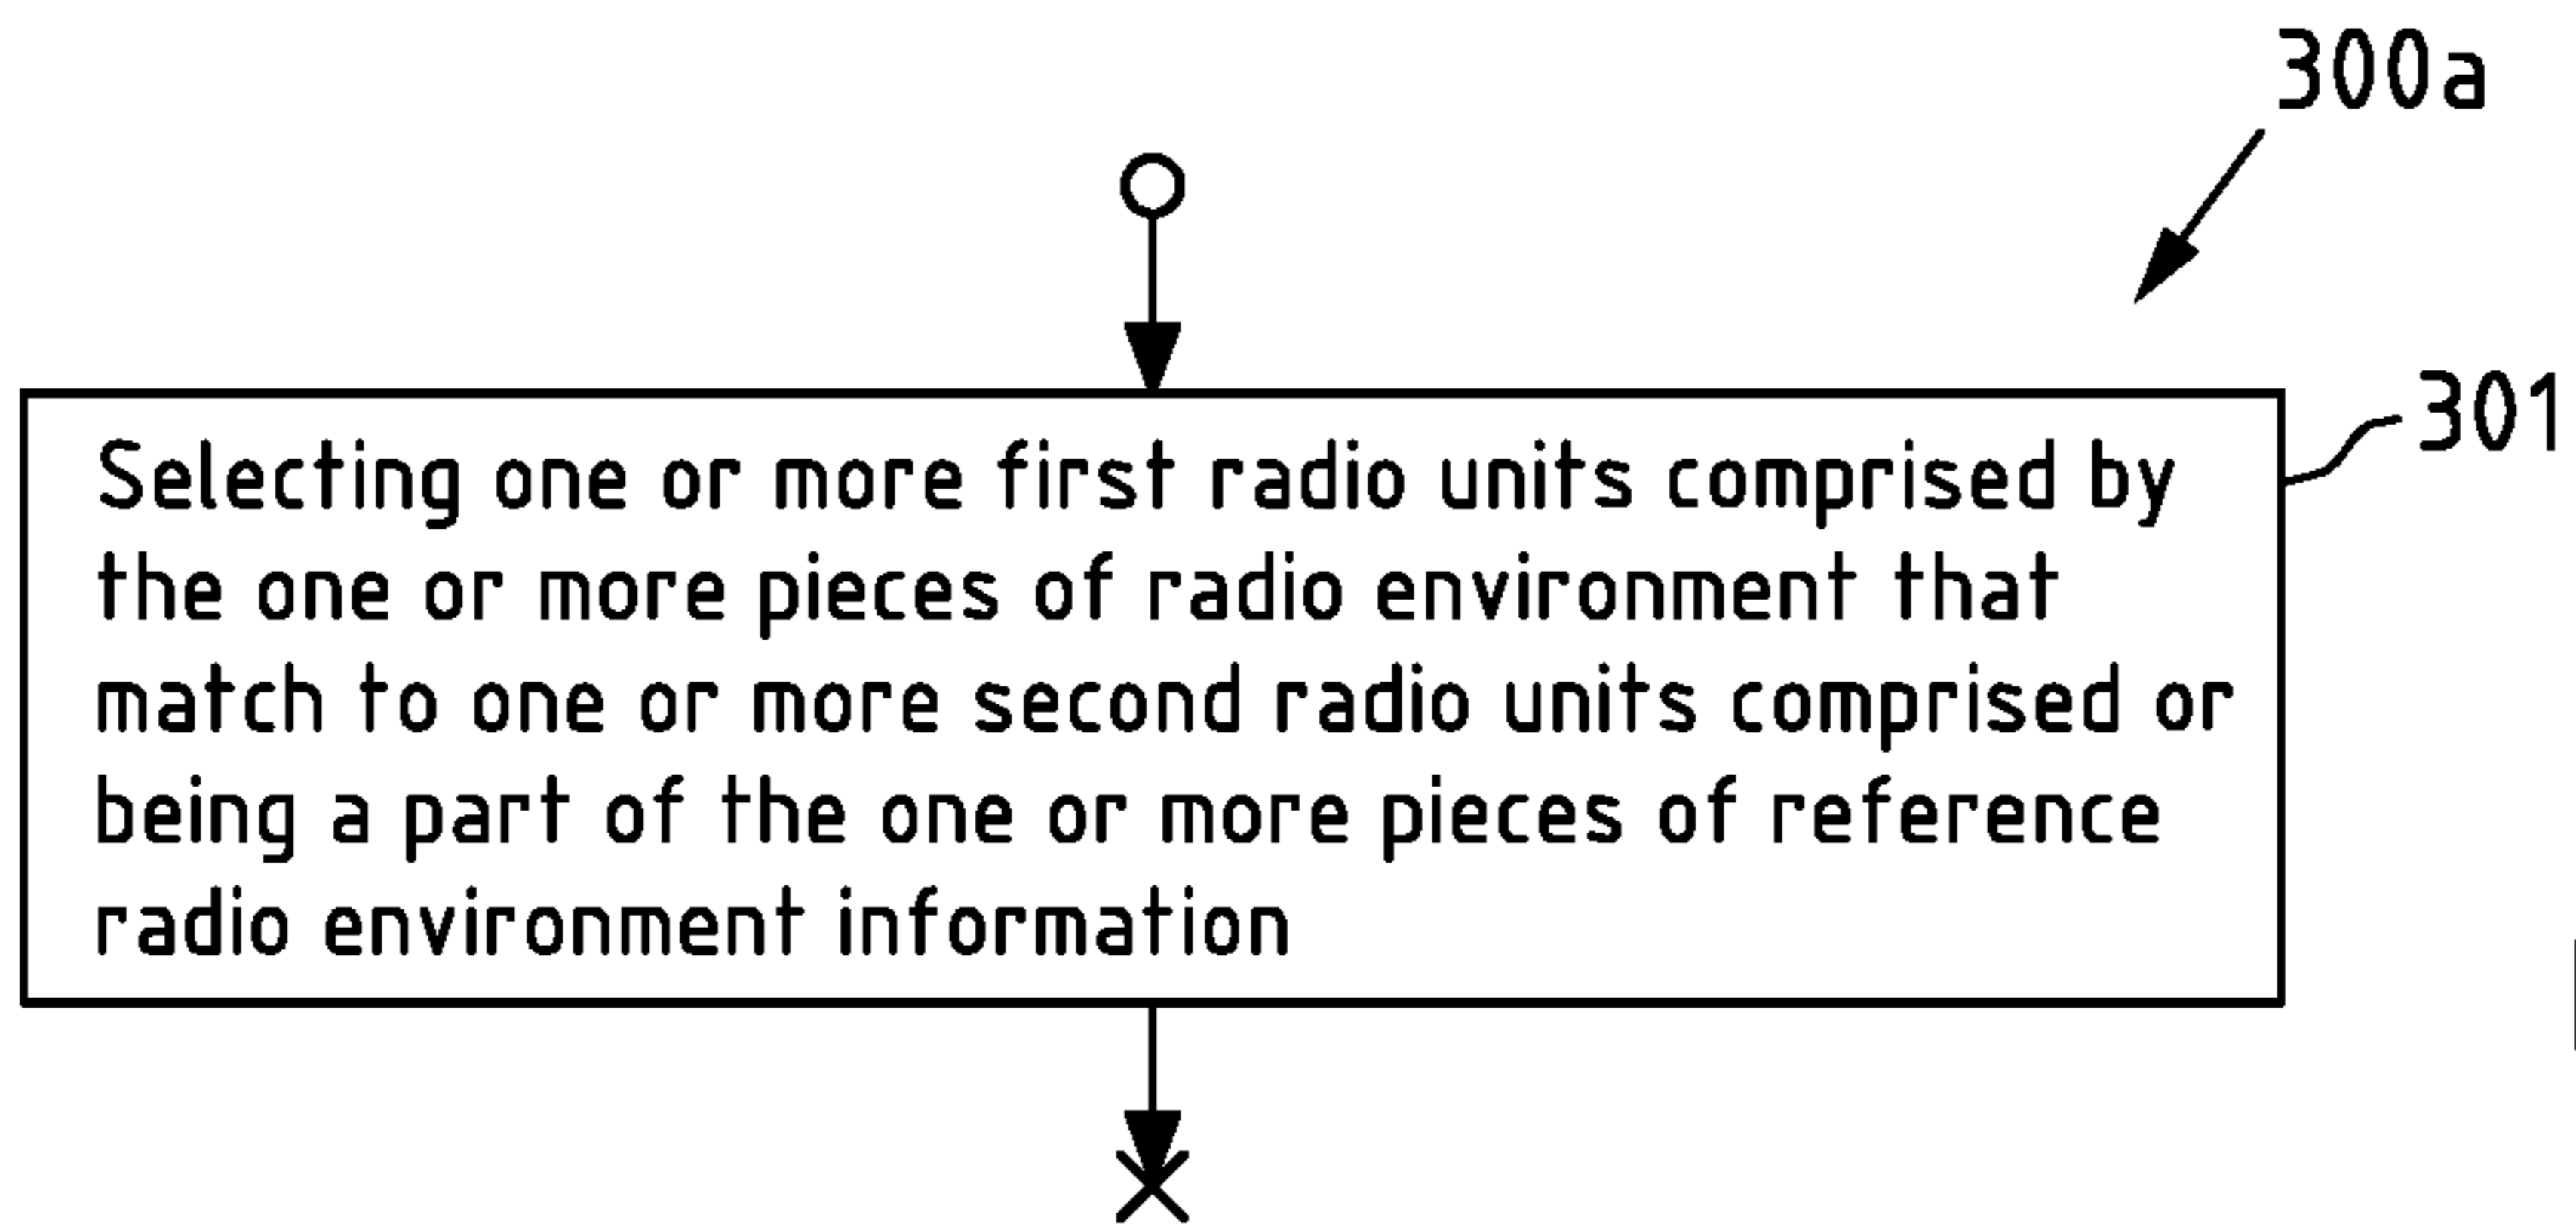 300a
301
Selecting one or more first radio units comprised by
the one or more pieces of radio environment that
match to one or more second radio units comprised or
being a part of the one or more pieces of reference
radio environment information